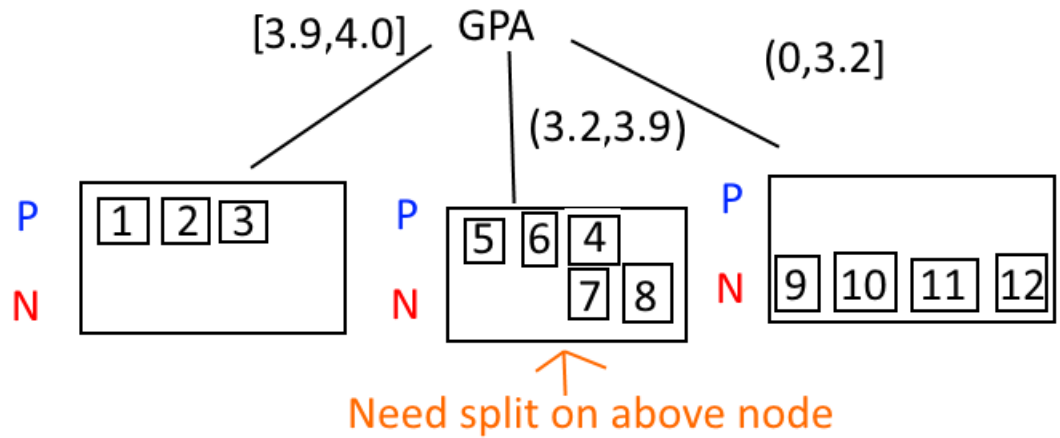 GPA
[3.9,4.0]
(0,3.2]
(3.2,3.9)
P 1 2 3
N
P 5 6 4
N 7 8
P
N 9 10 11 12
Need split on above node